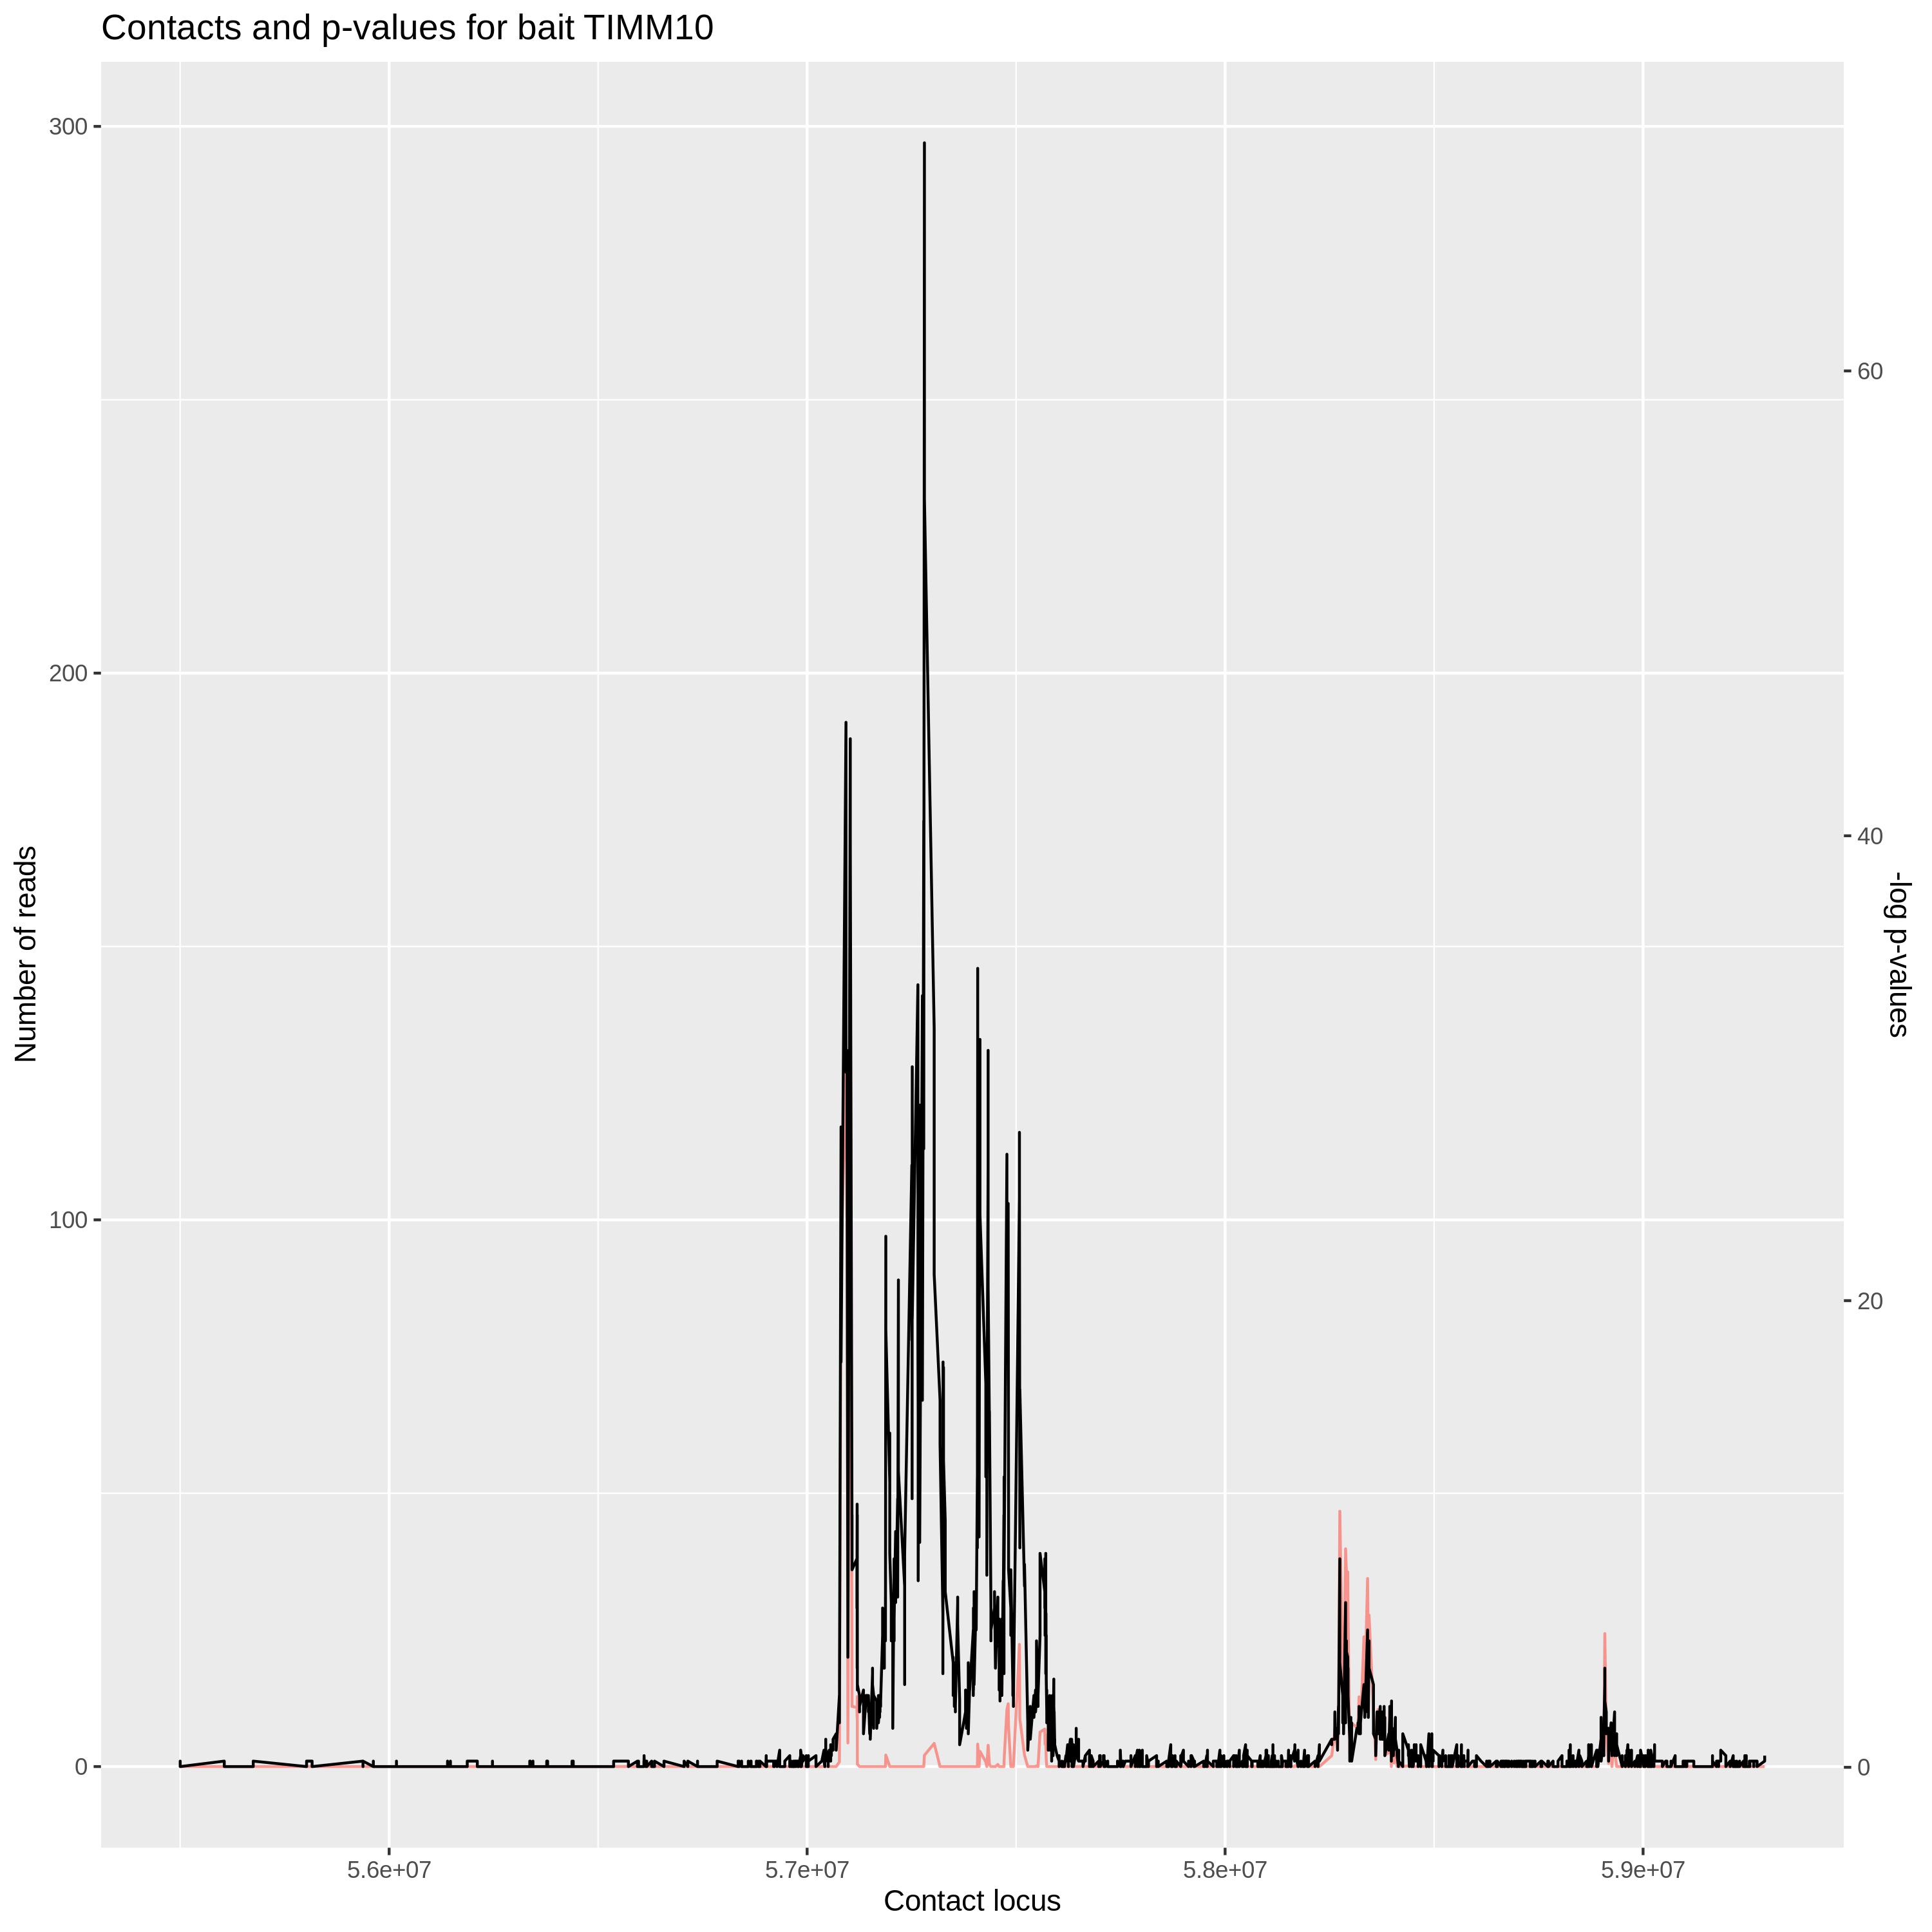 Contacts and p-values for bait TIMM10
300
200
100
0
Number of reads
60
40
20
0
-log p-values
5.6e+07
5.7e+07
5.8e+07
5.9e+07
Contact locus